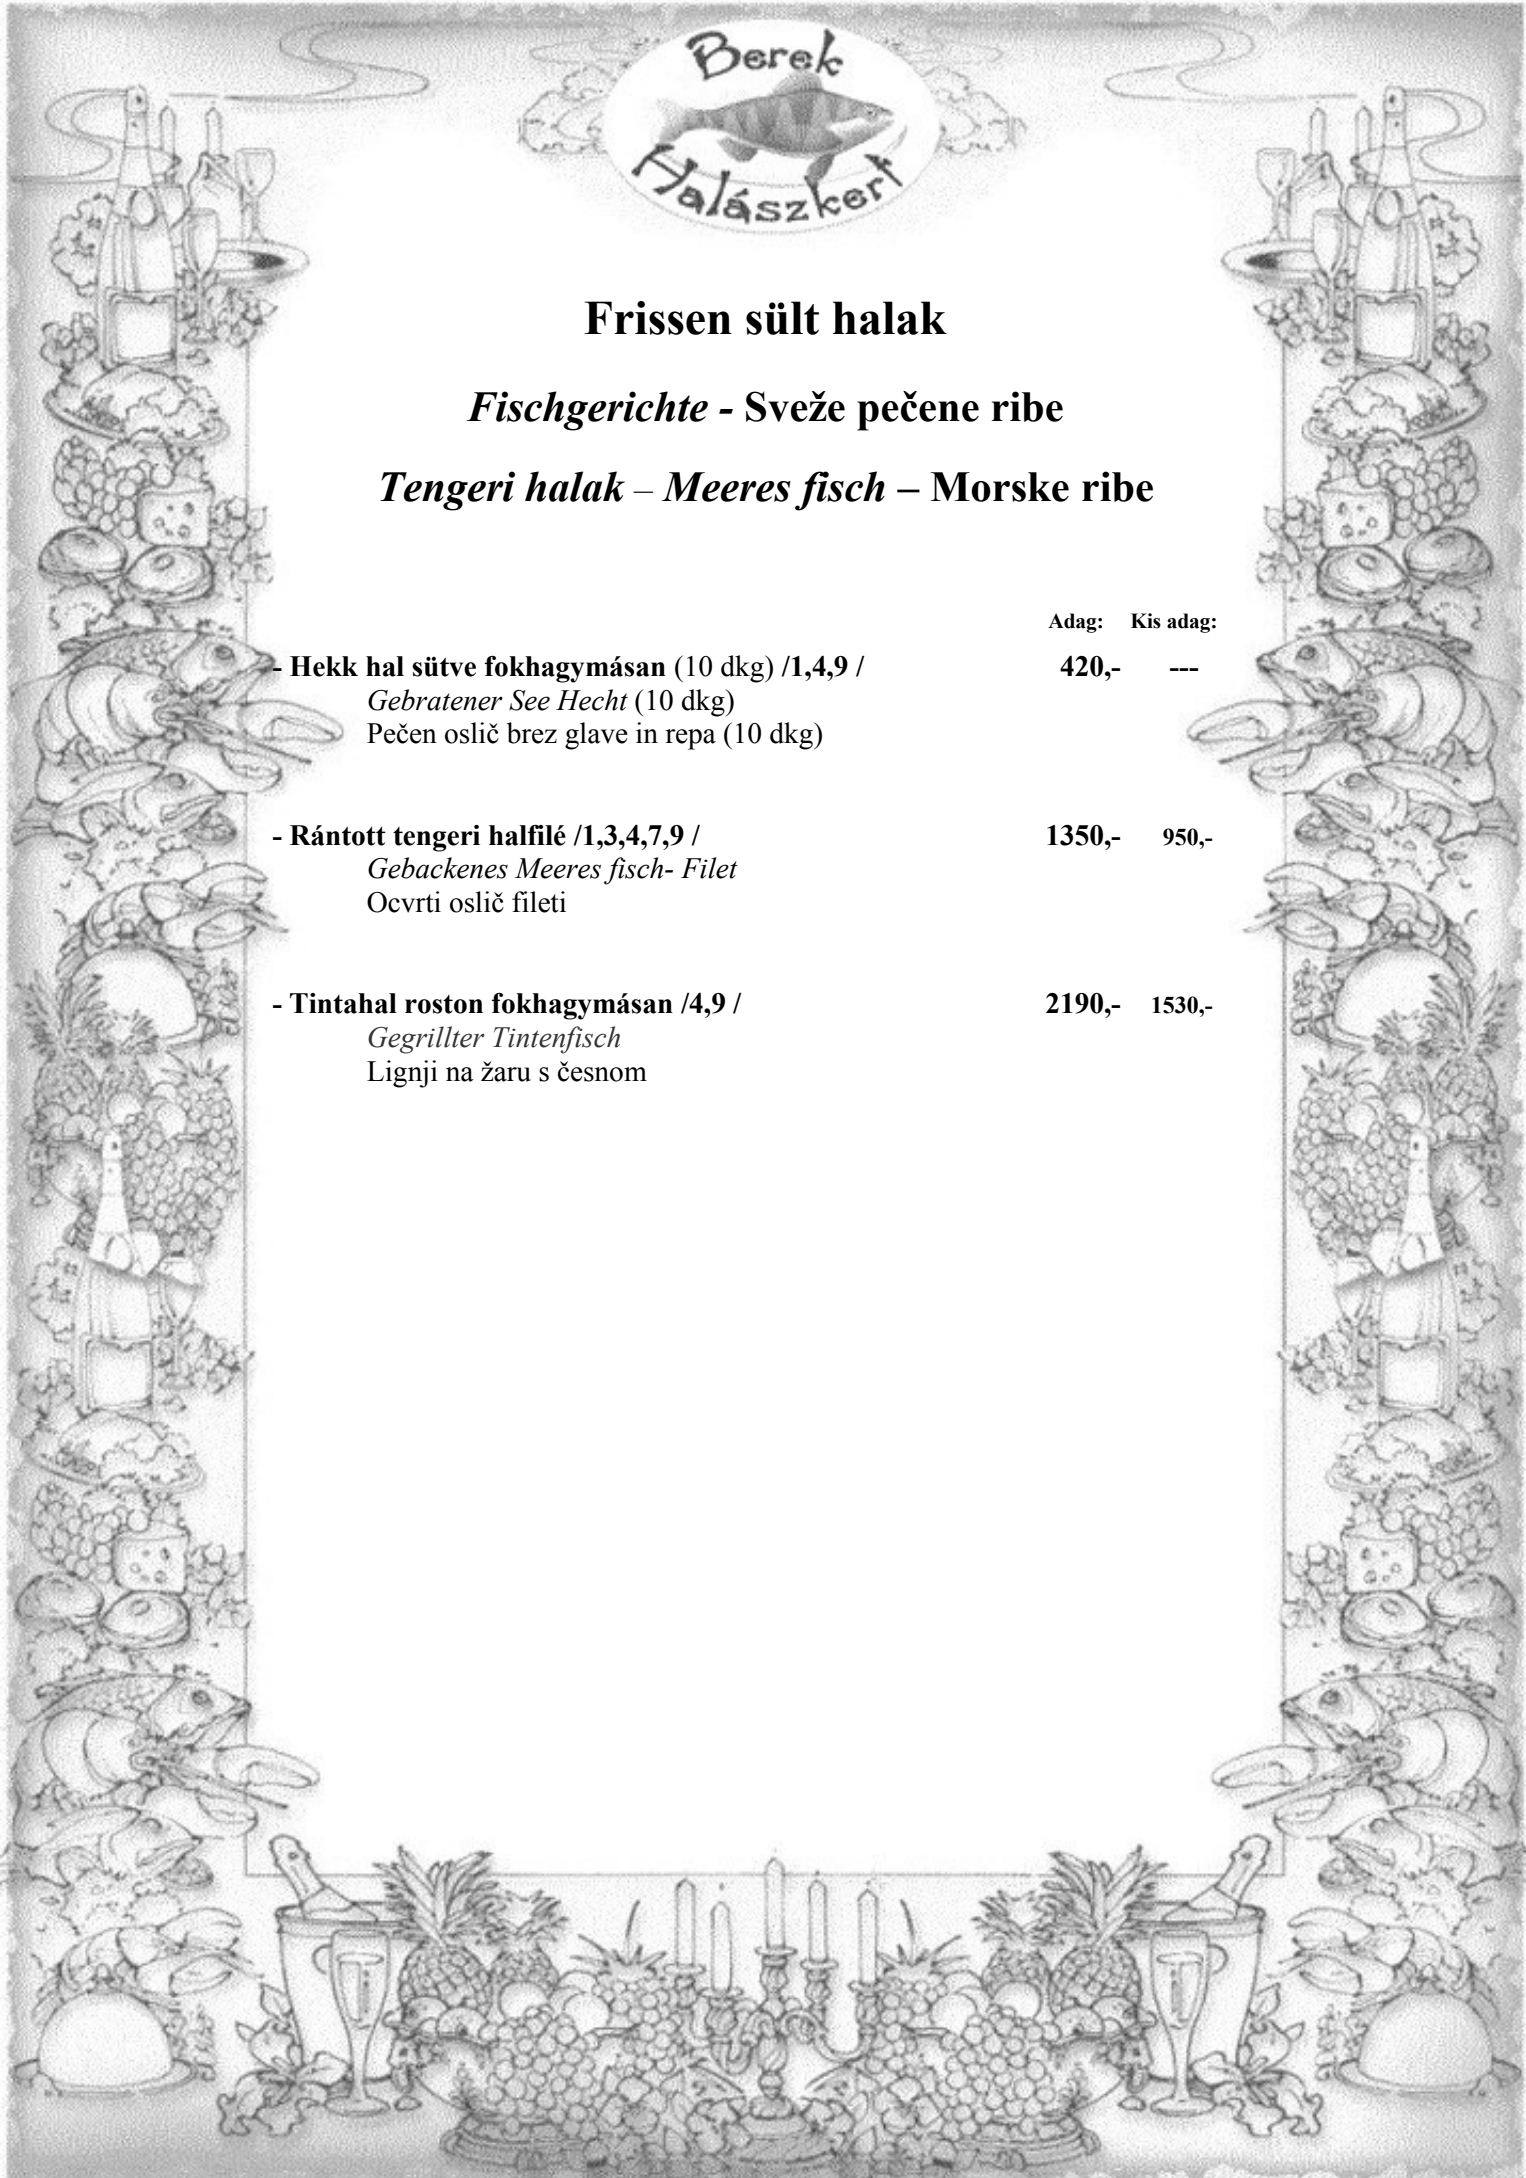 Berek
Halászkert
Frissen sült halak
Fischgerichte - Sveže pečene ribe
Tengeri halak – Meeres fisch – Morske ribe
Adag: Kis adag:
- Hekk hal sütve fokhagymásan (10 dkg) /1,4,9 / 420,- ---
Gebratener See Hecht (10 dkg)
Pečen oslič brez glave in repa (10 dkg)
- Rántott tengeri halfilé /1,3,4,7,9 / 1350,- 950,-
Gebackenes Meeres fisch- Filet
Ocvrti oslič fileti
- Tintahal roston fokhagymásan /4,9 / 2190,- 1530,-
Gegrillter Tintenfisch
Lignji na žaru s česnom